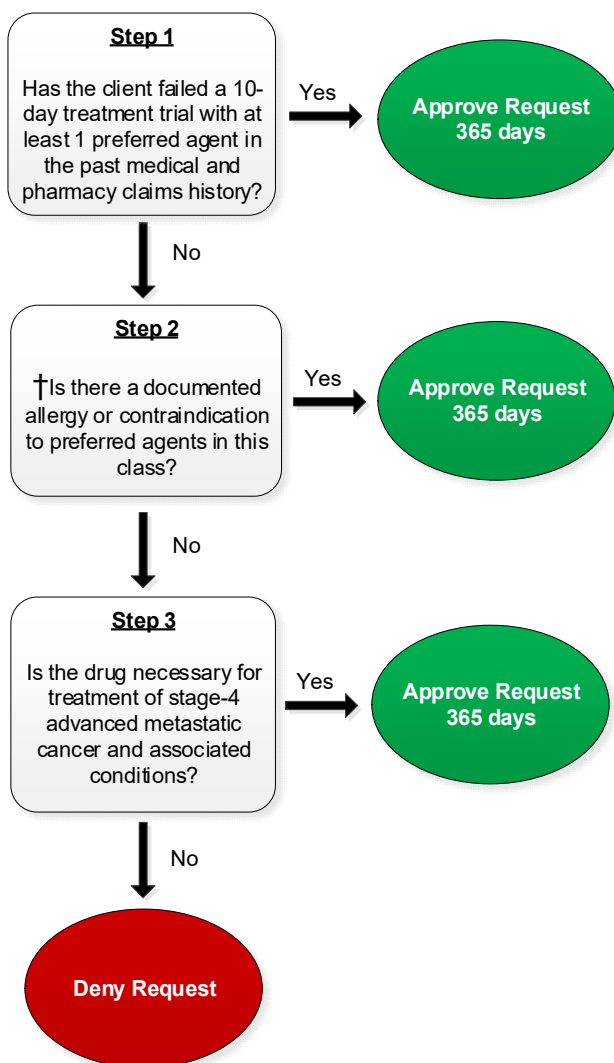 Step 1
Has the client failed a 10-
day treatment trial with at
least 1 preferred agent in
the past medical and
pharmacy claims history?
Yes
Approve Request
365 days
No
Step 2
†Is there a documented
allergy or contraindication
to preferred agents in this
class?
Yes
Approve Request
365 days
No
Step 3
Is the drug necessary for
treatment of stage-4
advanced metastatic
cancer and associated
conditions?
Yes
Approve Request
365 days
No
Deny Request